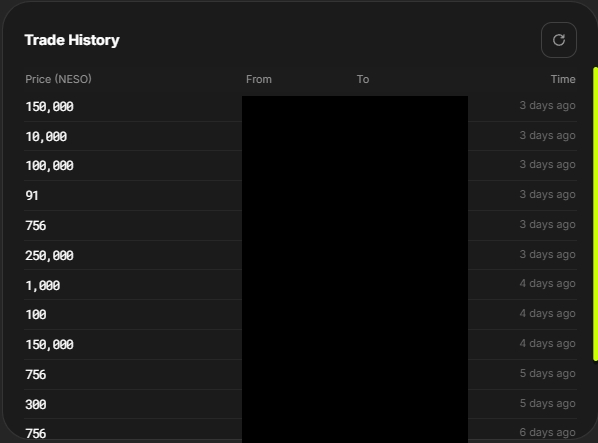 Trade History
Price (NESO) From To Time
150,000 3 days ago
10,000 3 days ago
100,000 3 days ago
91 3 days ago
756 3 days ago
250,000 3 days ago
1,000 4 days ago
100 4 days ago
150,000 4 days ago
756 5 days ago
300 5 days ago
756 6 days ago